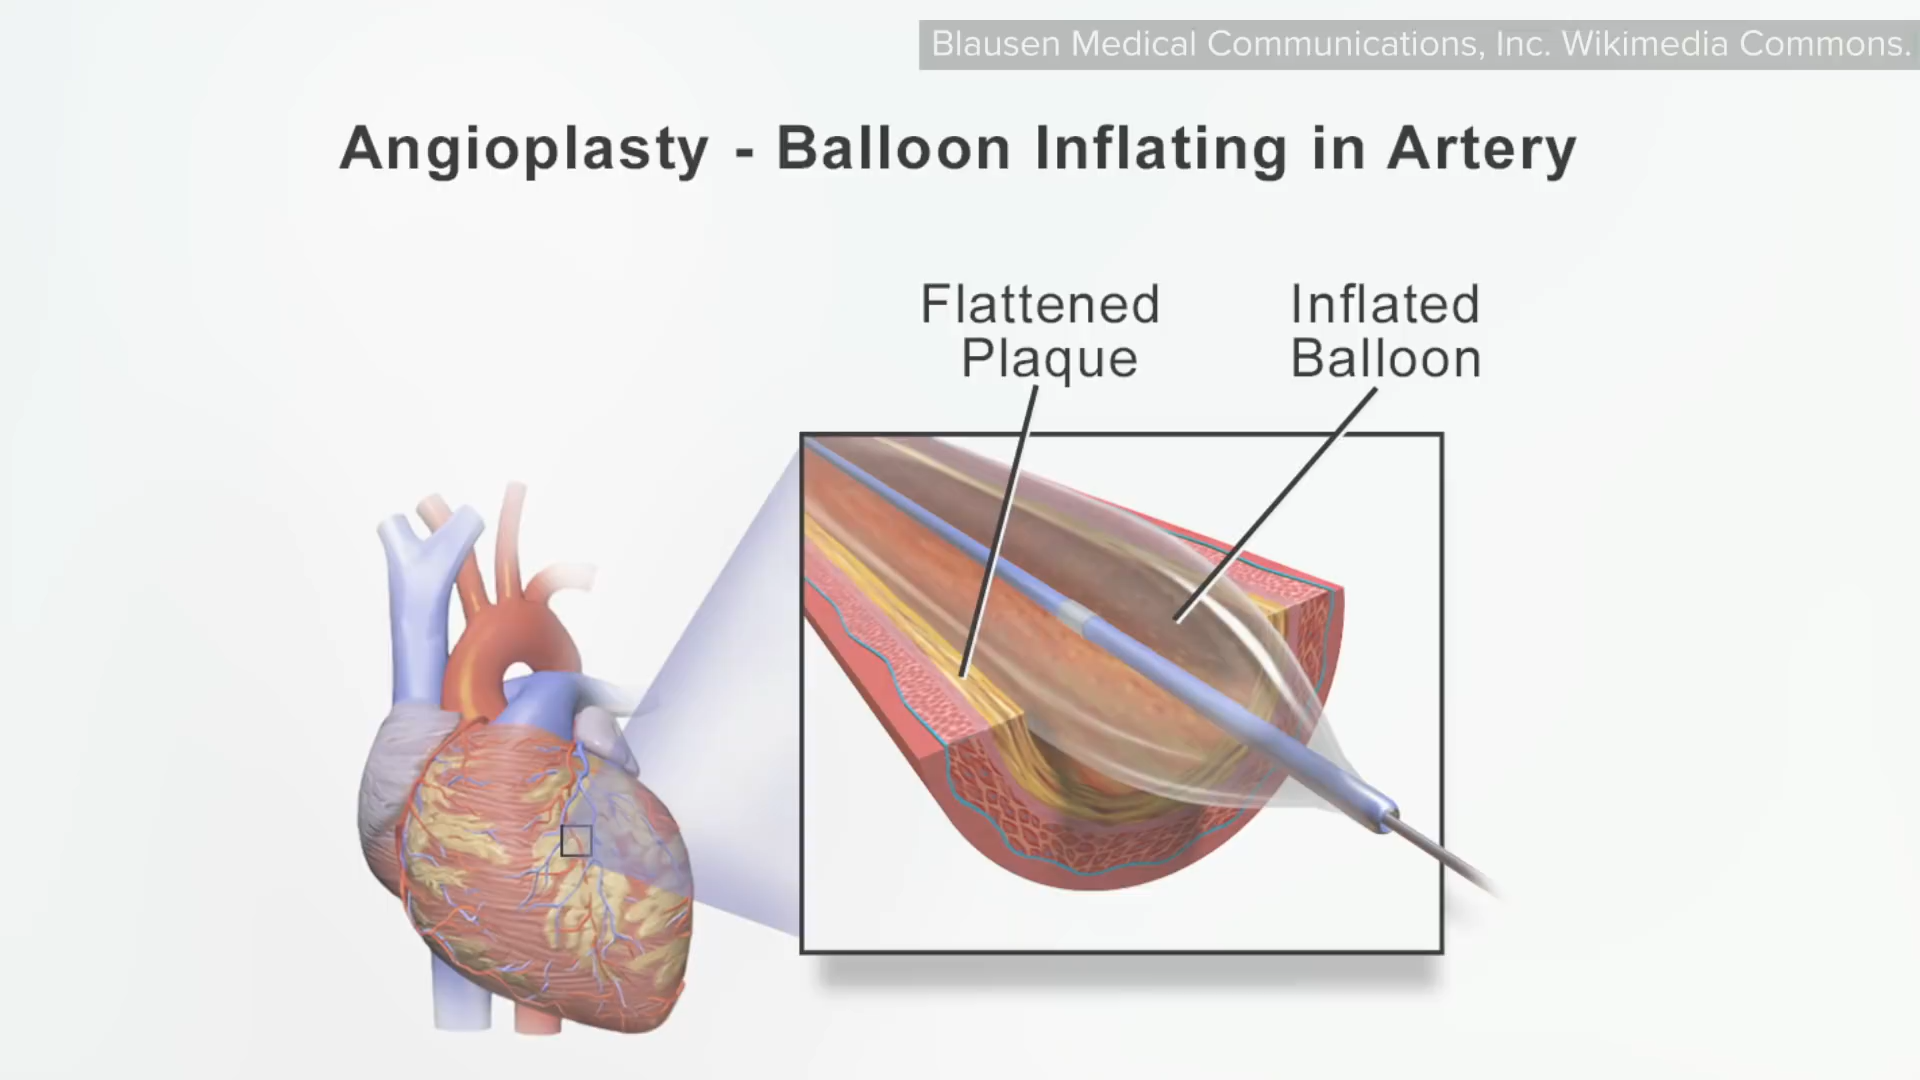 Blausen Medical Communications, Inc. Wikimedia Commons.
Angioplasty - Balloon Inflating in Artery
Flattened
Plaque
Inflated
Balloon